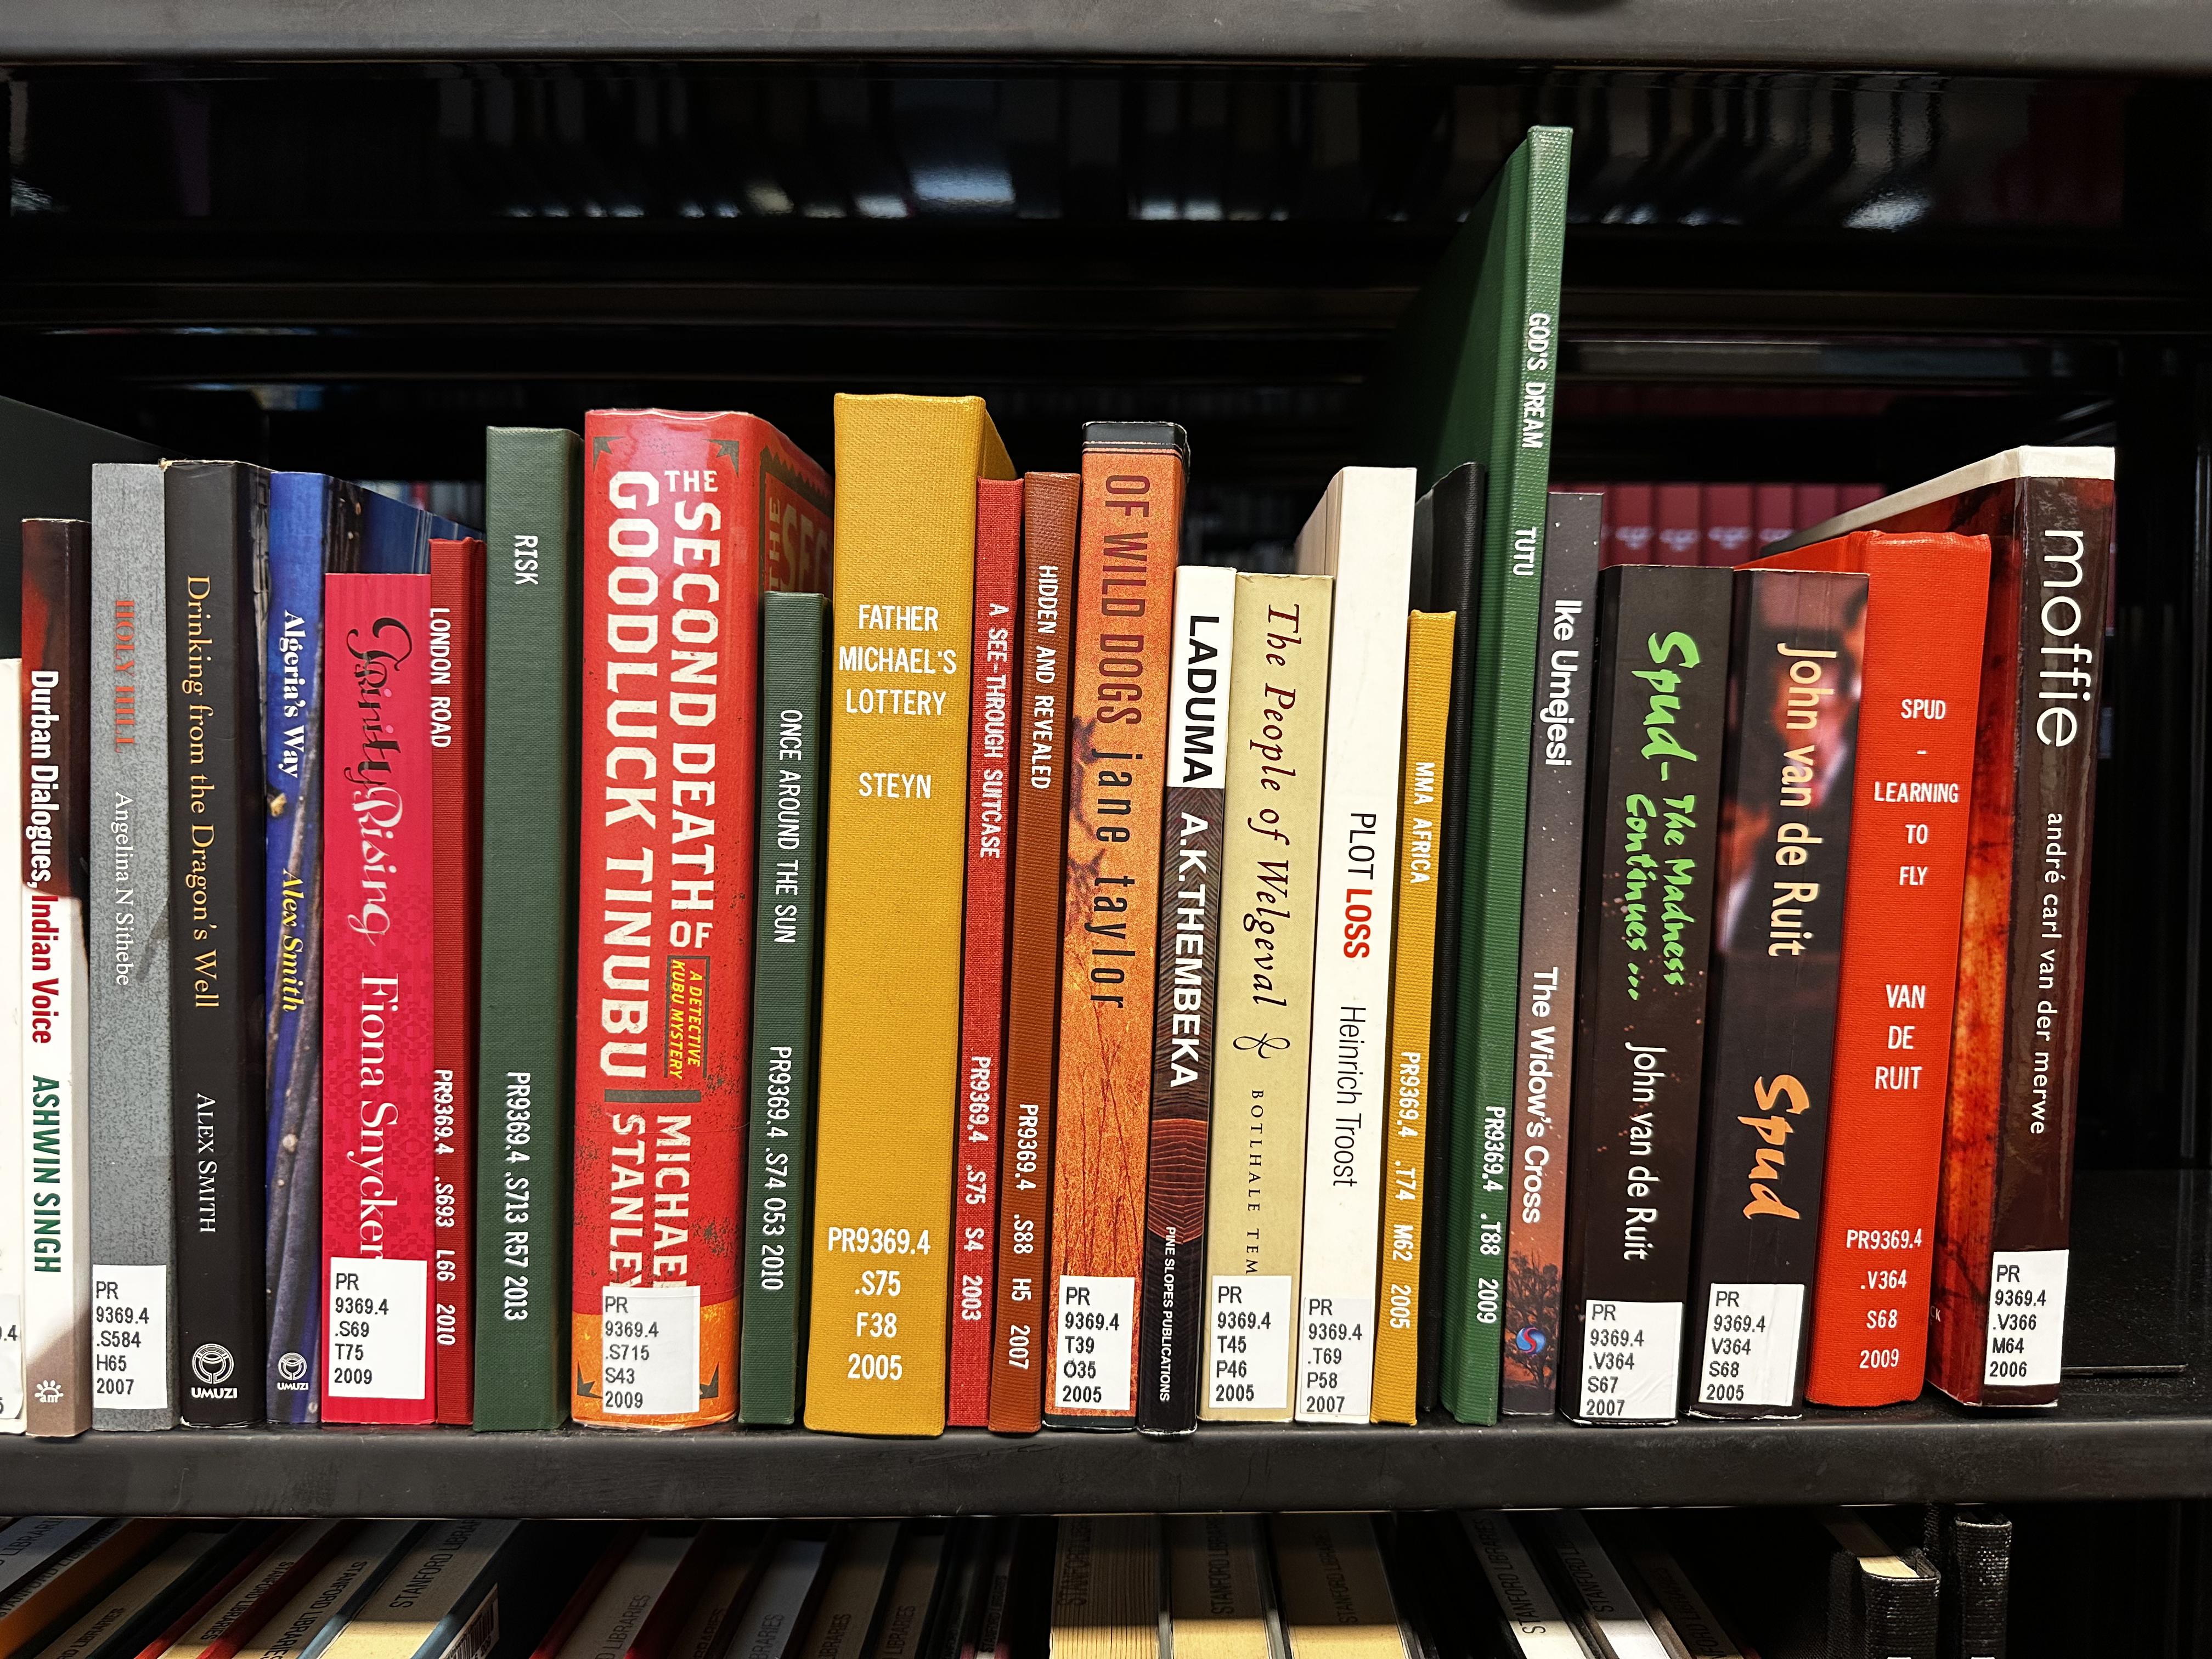 Durban Dialogues, Indian Voice
ASHWIN SINGH
am
HOLY HILL
Angelina N Sithebe
PR
9369.4
.S584
H65
2007
Drinking from the Dragon's Well
ALEX SMITH
UMUZI
Algeria's Way
Alex Smith
UMUZI
Trinity Rising
Fiona Snycker
PR
9369.4
.S69
T75
2009
LONDON ROAD
PR9369.4 .S693 L66 2010
RISK
PR9369.4 .S713 R57 2013
THE SECOND DEATH OF
GOODLUCK TINUBU
A DETECTIVE
KUBU MYSTERY
MICHAEL
STANLEY
PR
9369.4
.S715
S43
2009
ONCE AROUND THE SUN
PR9369.4 .S74 O53 2010
FATHER
MICHAEL'S
LOTTERY
STEYN
PR9369.4
.S75
F38
2005
A SEE-THROUGH SUITCASE
PR9369.4 .S75 S4 2003
HIDDEN AND REVEALED
PR9369.4 .S88 H5 2007
OF WILD DOGS jane taylor
PR
9369.4
T39
O35
2005
LADUMA
A.K.THEMBEKA
PINE SLOPES PUBLICATIONS
The People of Welgeval
BOTLHALE TEM
PR
9369.4
T45
P46
2005
PLOT LOSS
Heinrich Troost
PR
9369.4
.T69
P58
2007
MMA AFRICA
PR9369.4 .T74 M62 2005
GOD'S DREAM
TUTU
PR9369.4 .T88 2009
Ike Umejesi
The Widow's Cross
Spud - The Madness
Continues ...
John van de Ruit
PR
9369.4
.V364
S67
2007
John van de Ruit
Spud
PR
9369.4
V364
S68
2005
SPUD
-
LEARNING
TO
FLY
VAN
DE
RUIT
PR9369.4
.V364
S68
2009
moffie
andré carl van der merwe
PR
9369.4
.V366
M64
2006
STANFORD LIBRARIES
STANFORD LIBRARIES
STANFORD LIBRARIES